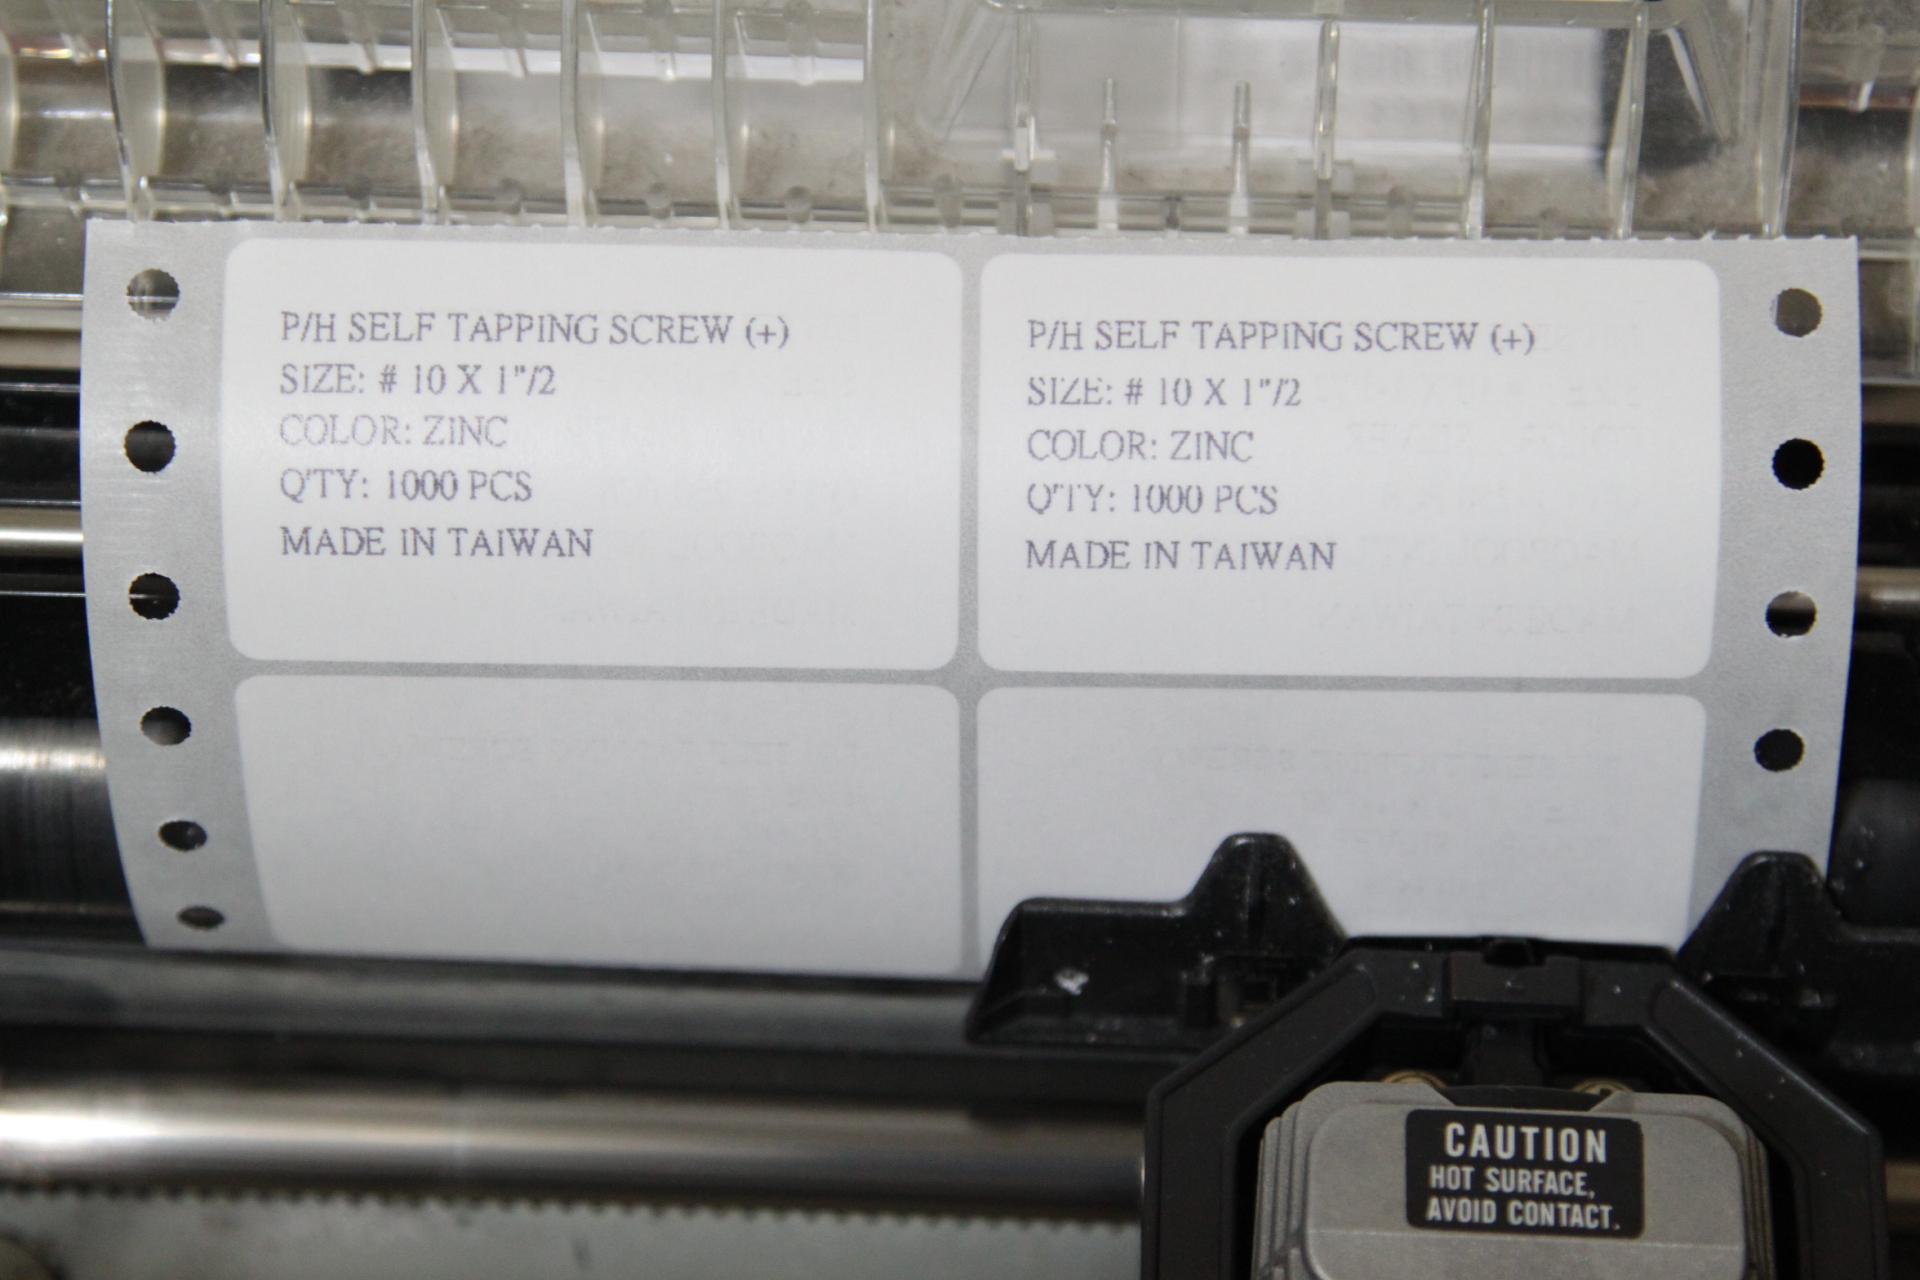 P/H SELF TAPPING SCREW (+)
SIZE: # 10 X 1"/2
COLOR: ZINC
Q'TY: 1000 PCS
MADE IN TAIWAN
P/H SELF TAPPING SCREW (+)
SIZE: # 10 X 1"/2
COLOR: ZINC
Q'TY: 1000 PCS
MADE IN TAIWAN
CAUTION
HOT SURFACE,
AVOID CONTACT.